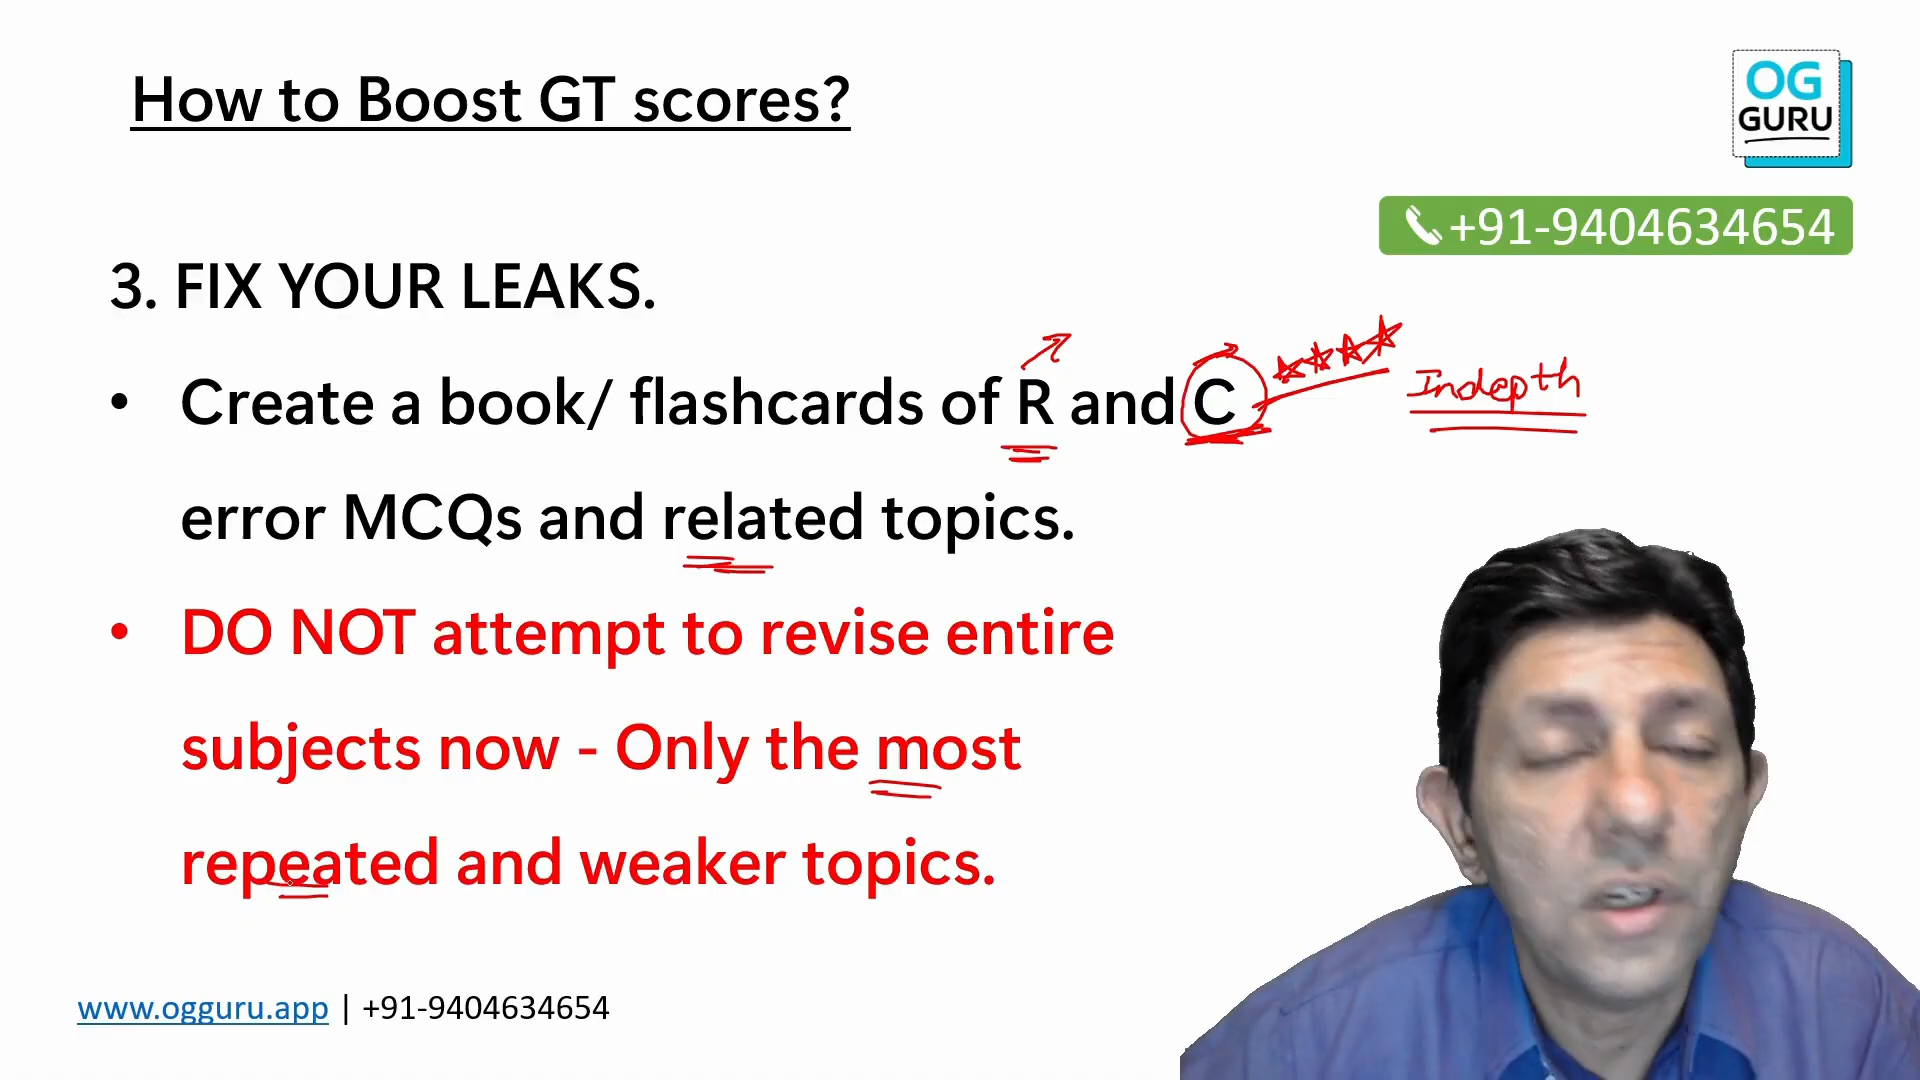 How to Boost GT scores?
OG
GURU
+91-9404634654
3. FIX YOUR LEAKS.
• Create a book/ flashcards of R and C
Indepth
error MCQs and related topics.
• DO NOT attempt to revise entire
subjects now - Only the most
repeated and weaker topics.
www.ogguru.app | +91-9404634654